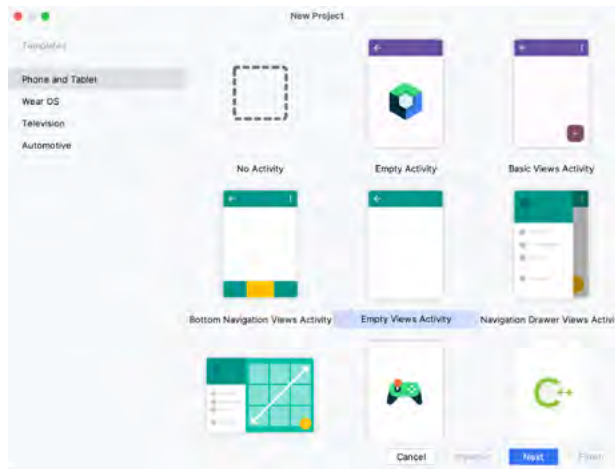 New Project
Templates
Phone and Tablet
Wear OS
Television
Automotive
No Activity
Empty Activity
Basic Views Activity
Bottom Navigation Views Activity
Empty Views Activity
Navigation Drawer Views Activi
C++
Cancel
Next
Finish